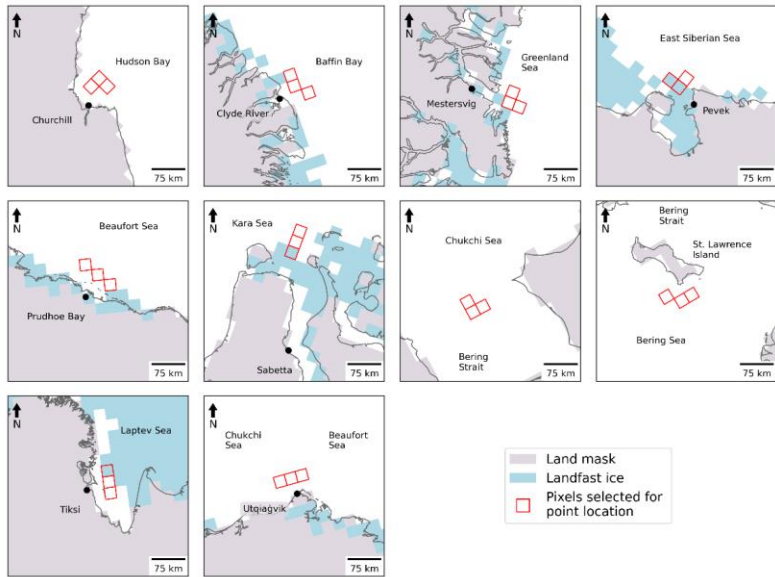 N
Hudson Bay
Churchill
75 km
N
Baffin Bay
Clyde River
75 km
N
Greenland
Sea
Mestersvig
75 km
N
East Siberian Sea
Pevek
75 km
N
Beaufort Sea
Prudhoe Bay
75 km
N
Kara Sea
Sabetta
75 km
N
Chukchi Sea
Bering
Strait
75 km
N
Bering
Strait
St. Lawrence
Island
Bering Sea
75 km
N
Laptev Sea
Tiksi
75 km
N
Chukchi
Sea
Beaufort
Sea
Utqiaġvik
75 km
Land mask
Landfast ice
Pixels selected for
point location